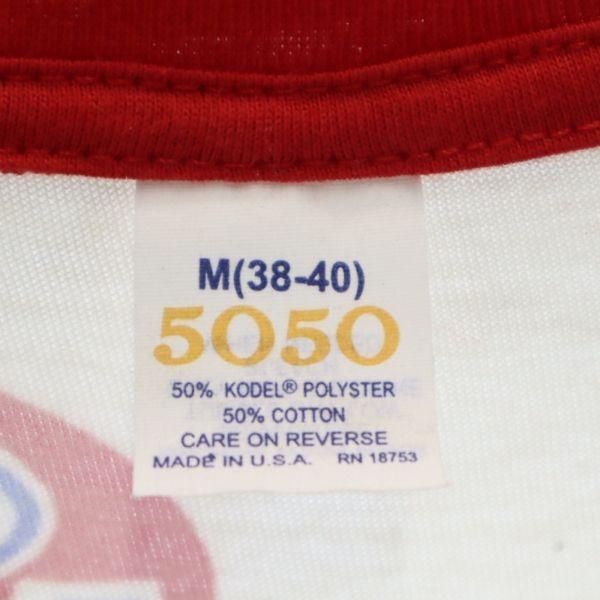 M(38-40)
5050
50% KODEL® POLYSTER
50% COTTON
CARE ON REVERSE
MADE IN U.S.A. RN 18753